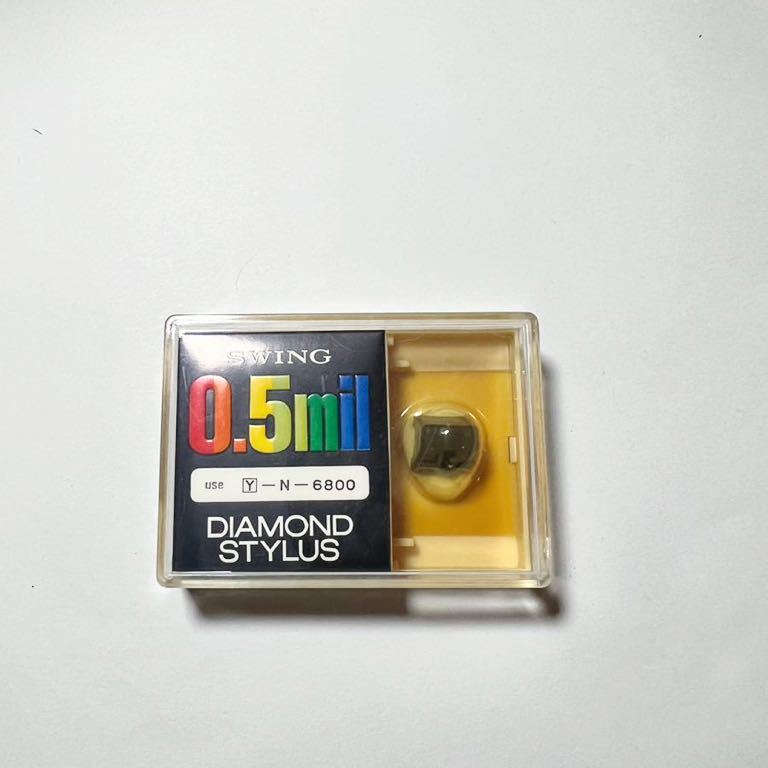 SWING
0.5mil
use Y-N-6800
DIAMOND
STYLUS